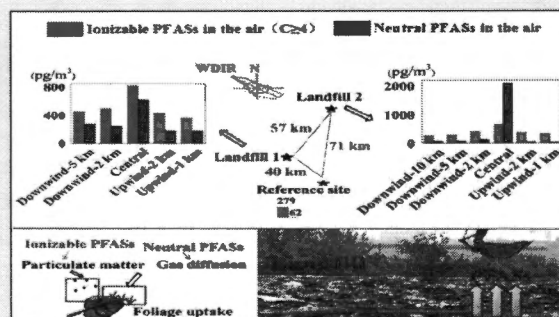 Ionizable PFASs in the air (C≥4) Neutral PFASs in the air
(pg/m³)
800
400
0
Downwind-5 km
Downwind-2 km
Central
Upwind-2 km
Upwind-1 km
WDIR N
Landfill 2
57 km
71 km
Landfill 1
40 km
Reference site
279
62
(pg/m³)
2000
1000
0
Downwind-10 km
Downwind-5 km
Downwind-2 km
Central
Upwind-2 km
Upwind-1 km
Ionizable PFASs
Neutral PFASs
Particulate matter
Gas diffusion
Foliage uptake